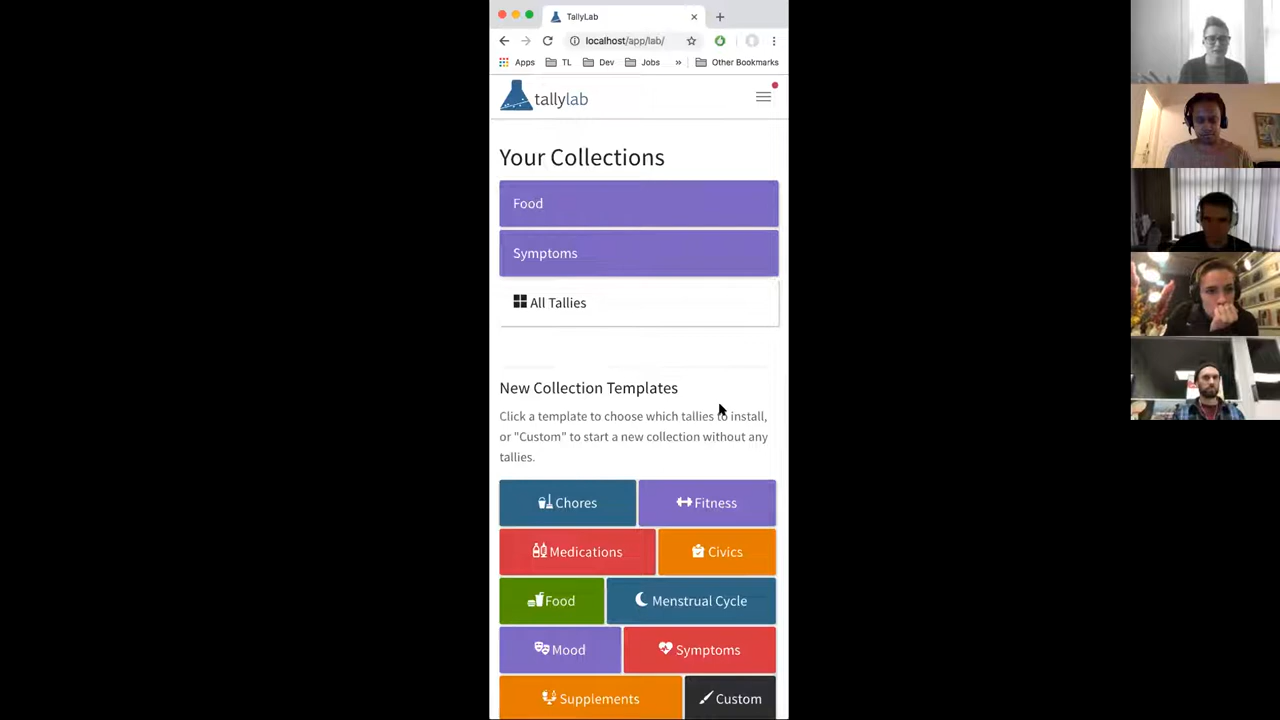 TallyLab
localhost/app/lab/
Apps TL Dev Jobs » Other Bookmarks
tallylab
Your Collections
Food
Symptoms
All Tallies
New Collection Templates
Click a template to choose which tallies to install,
or "Custom" to start a new collection without any
tallies.
Chores Fitness
Medications Civics
Food Menstrual Cycle
Mood Symptoms
Supplements Custom